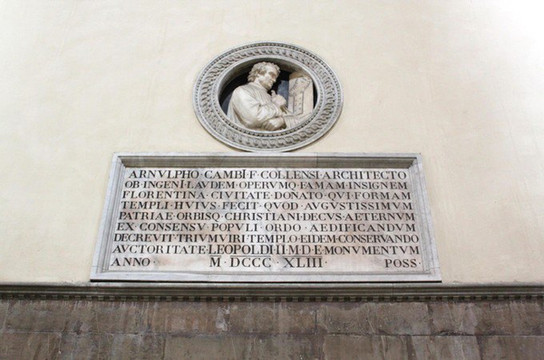 ARNVLPHO·CAMBI·F·COLLENSI·ARCHITECTO
OB·INGENI·LAVDEM·OPERVMQ·FAMAM·INSIGNEM
FLORENTINA·CIVITATE·DONATO·QVI·FORMAM
TEMPLI·HVIVS·FECIT·QVOD·AVGVSTISSIMVM
PATRIAE·ORBISQ·CHRISTIANI·DECVS·AETERNVM
EX·CONSENSV·POPVLI·ORDO·AEDIFICANDVM
DECREVIT·TRIVMVIRI·TEMPLO·EIDEM·CONSERVANDO
AVCTORITATE·LEOPOLDI·II·M·D·E·MONVMENTVM
ANNO M·DCCC·XLIII· POSS·